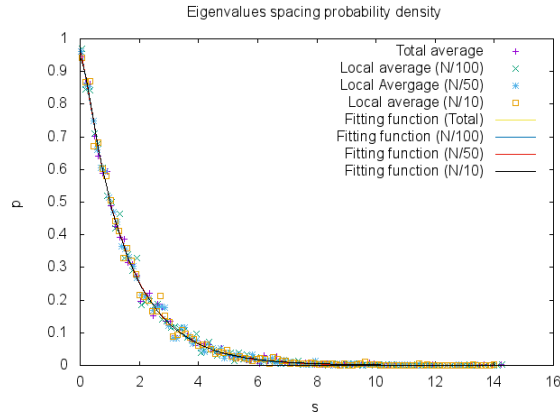 Eigenvalues spacing probability density
Total average
Local average (N/100)
Local Avergage (N/50)
Local average (N/10)
Fitting function (Total)
Fitting function (N/100)
Fitting function (N/50)
Fitting function (N/10)
1
0.9
0.8
0.7
0.6
0.5
0.4
0.3
0.2
0.1
0
p
0 2 4 6 8 10 12 14 16
s